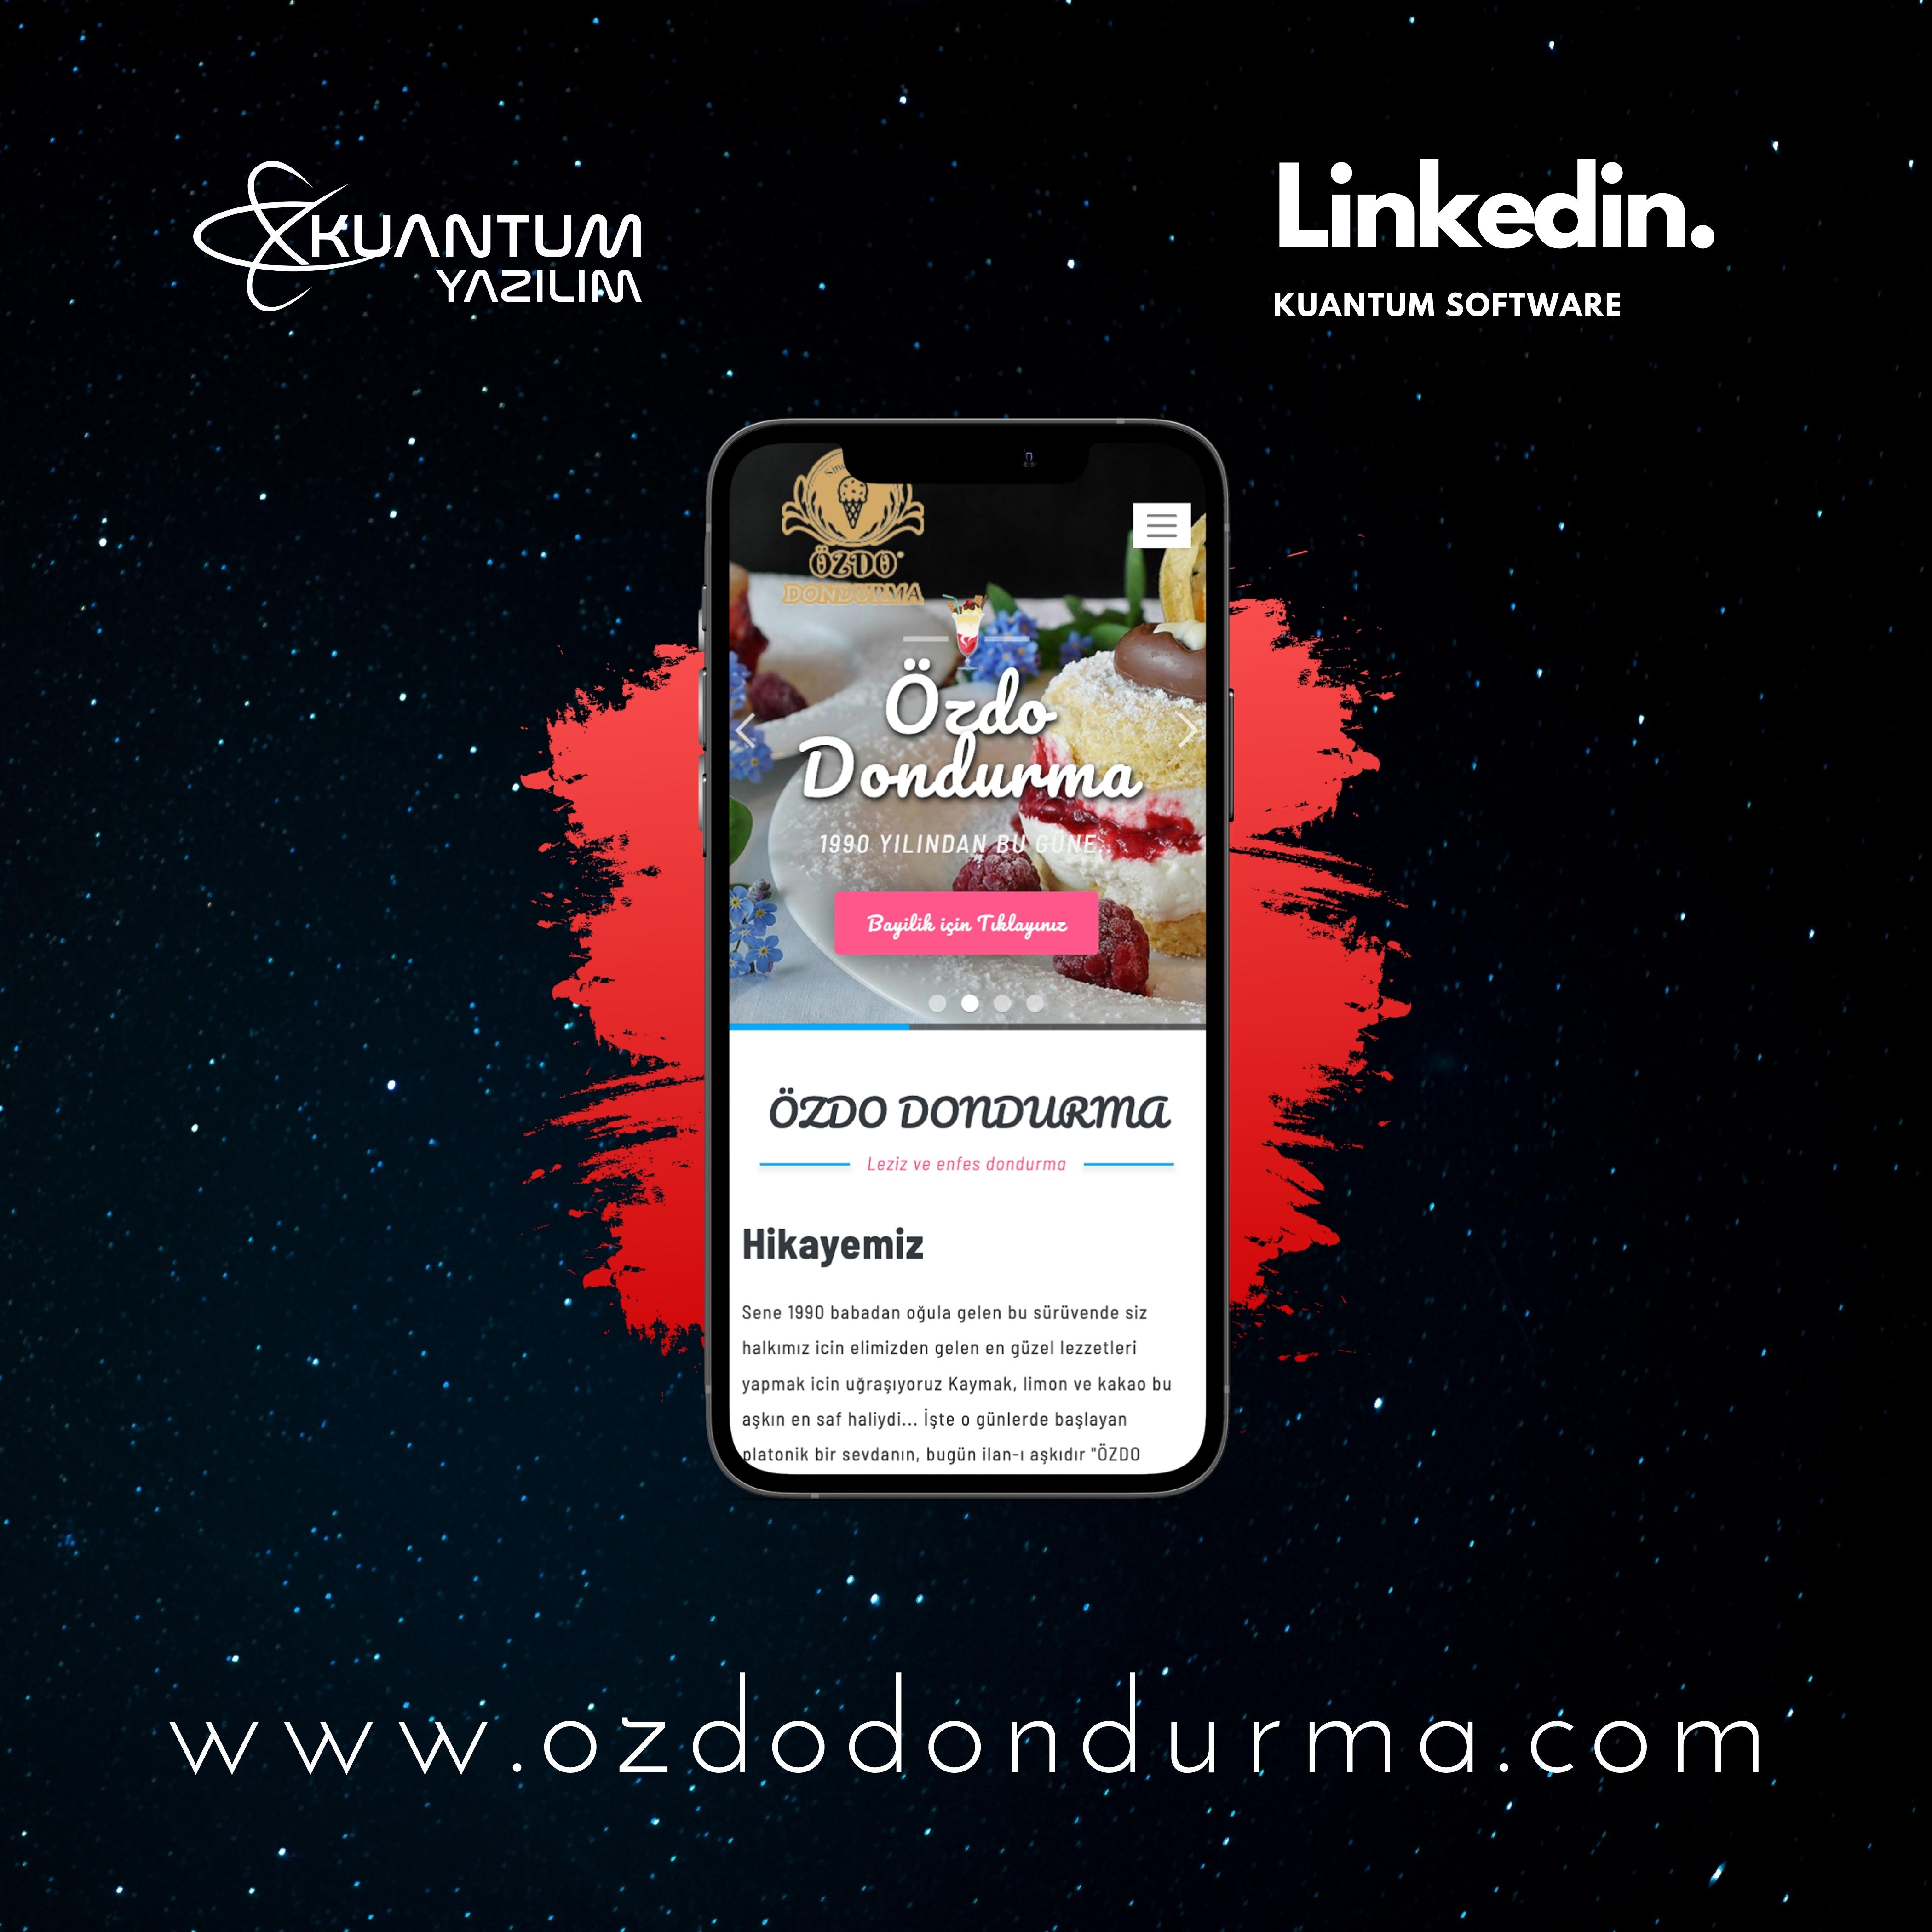 KUANTUM
YAZILIM
Linkedin.
KUANTUM SOFTWARE
ÖZDO
DONDURMA
Özdo
Dondurma
1990 YILINDAN BU GÜNE..
Bayilik için Tıklayınız
ÖZDO DONDURMA
Leziz ve enfes dondurma
Hikayemiz
Sene 1990 babadan oğula gelen bu sürüvende siz
halkımız icin elimizden gelen en güzel lezzetleri
yapmak icin uğraşıyoruz Kaymak, limon ve kakao bu
aşkın en saf haliydi... İşte o günlerde başlayan
platonik bir sevdanın, bugün ilan-ı aşkıdır "ÖZDO
www.ozdodondurma.com